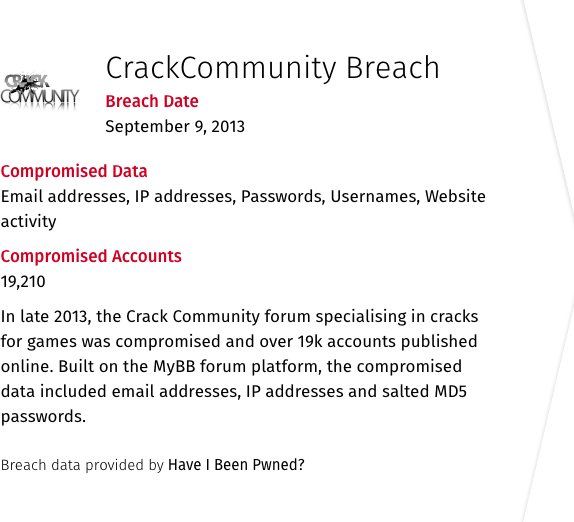 CRACK
COMMUNITY
CrackCommunity Breach
Breach Date
September 9, 2013
Compromised Data
Email addresses, IP addresses, Passwords, Usernames, Website
activity
Compromised Accounts
19,210
In late 2013, the Crack Community forum specialising in cracks
for games was compromised and over 19k accounts published
online. Built on the MyBB forum platform, the compromised
data included email addresses, IP addresses and salted MD5
passwords.
Breach data provided by Have I Been Pwned?